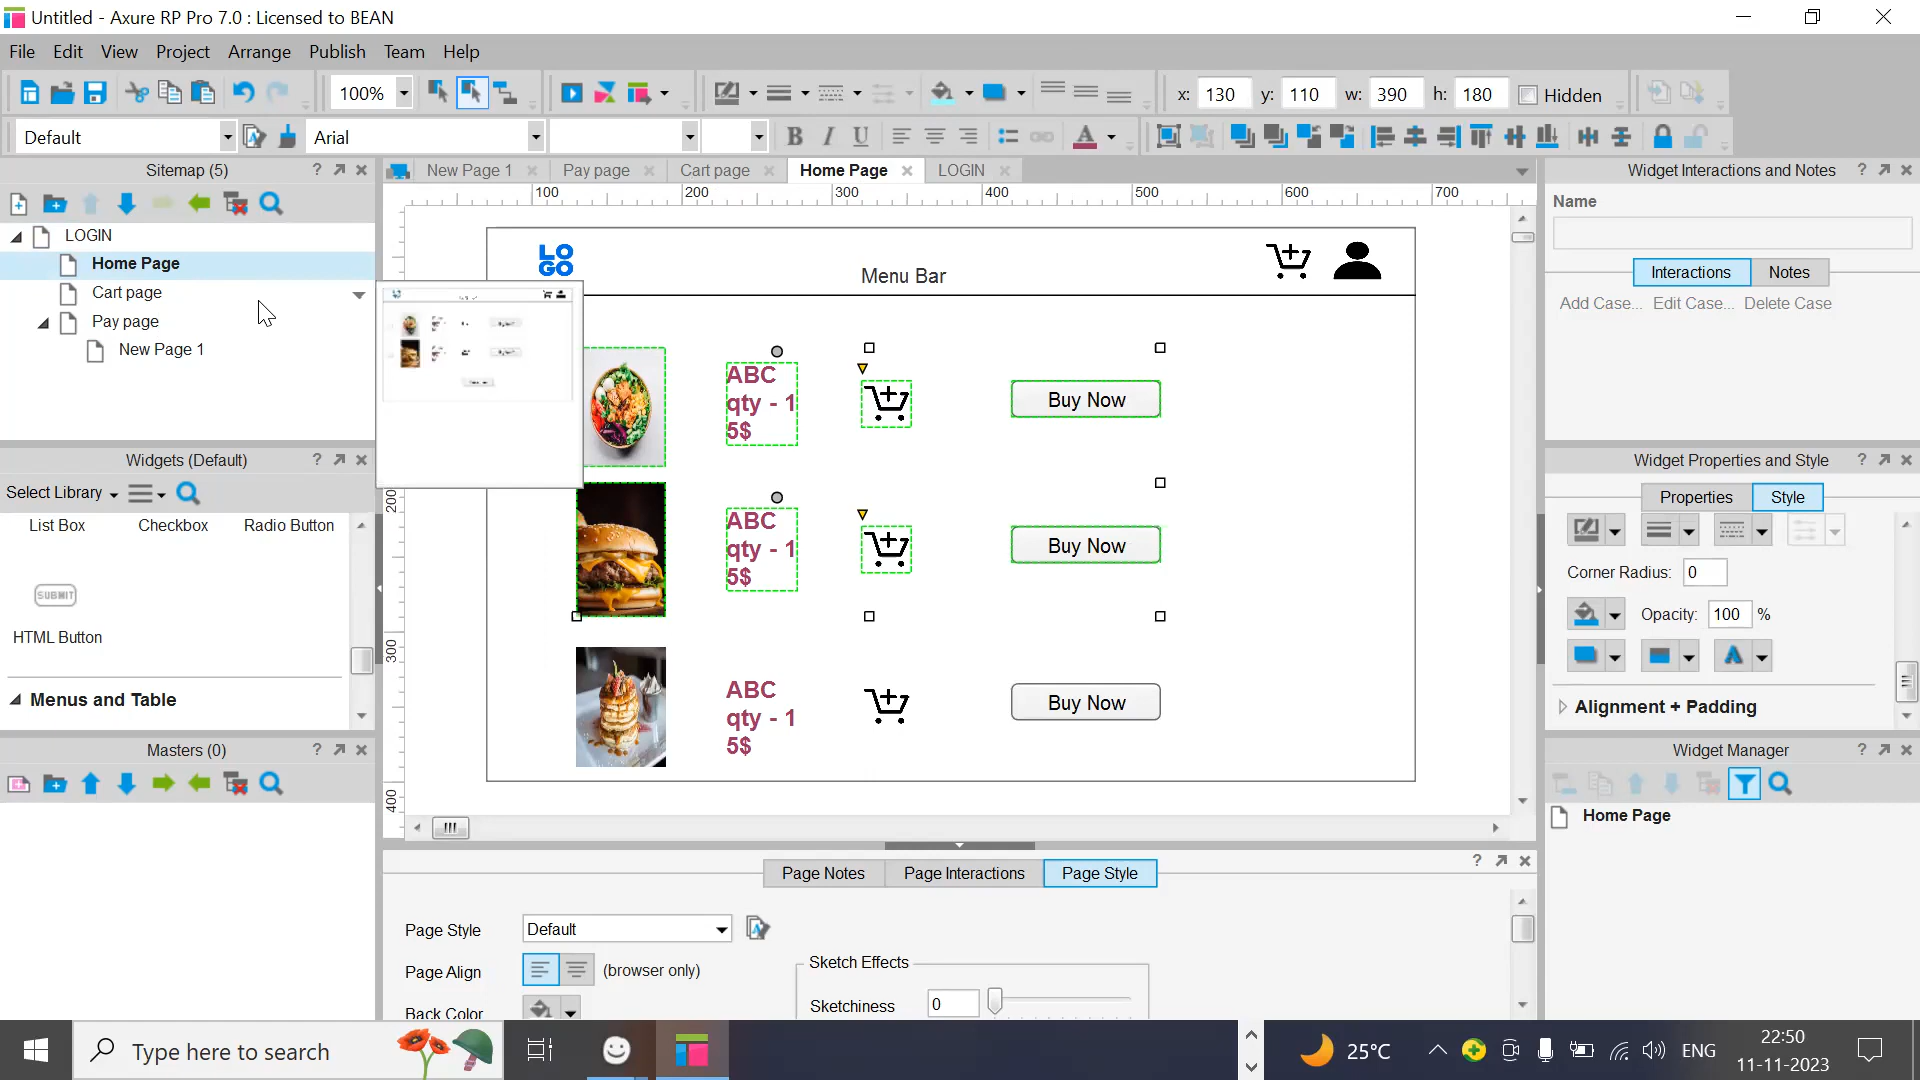 Untitled - Axure RP Pro 7.0 : Licensed to BEAN
File Edit View Project Arrange Publish Team Help
100% x: 130 y: 110 w: 390 h: 180 Hidden
Default Arial B I U A
Sitemap (5) ?
LOGIN
Home Page
Cart page
Pay page
New Page 1
Widgets (Default) ?
Select Library
List Box Checkbox Radio Button
SUBMIT
HTML Button
Menus and Table
Masters (0) ?
New Page 1 Pay page Cart page Home Page LOGIN
100 200 300 400 500 600 700
200
300
400
LO
GO
Menu Bar
ABC
qty - 1
5$
Buy Now
ABC
qty - 1
5$
Buy Now
ABC
qty - 1
5$
Buy Now
?
Page Notes Page Interactions Page Style
Page Style Default
Page Align (browser only)
Back Color
Sketch Effects
Sketchiness 0
Widget Interactions and Notes ?
Name
Interactions Notes
Add Case... Edit Case... Delete Case
Widget Properties and Style ?
Properties Style
Corner Radius: 0
Opacity: 100 %
Alignment + Padding
Widget Manager ?
Home Page
Type here to search
25°C
ENG
22:50
11-11-2023